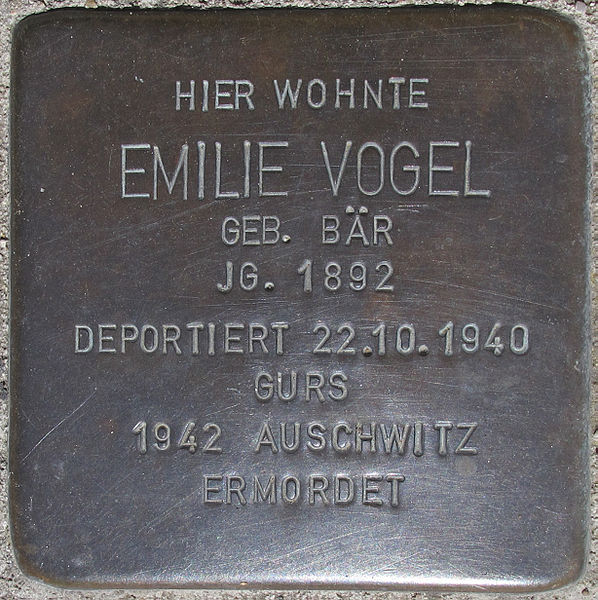 HIER WOHNTE
EMILIE VOGEL
GEB. BÄR
JG. 1892
DEPORTIERT 22.10.1940
GURS
1942 AUSCHWITZ
ERMORDET